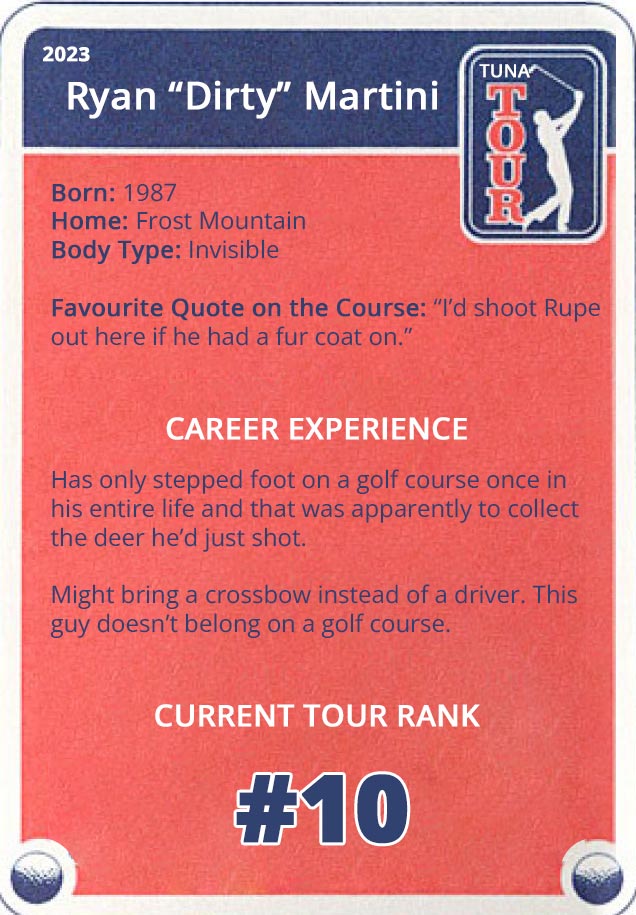 2023
Ryan “Dirty” Martini
TUNA
TOUR
Born: 1987
Home: Frost Mountain
Body Type: Invisible
Favourite Quote on the Course: “I’d shoot Rupe
out here if he had a fur coat on.”
CAREER EXPERIENCE
Has only stepped foot on a golf course once in
his entire life and that was apparently to collect
the deer he’d just shot.
Might bring a crossbow instead of a driver. This
guy doesn’t belong on a golf course.
CURRENT TOUR RANK
#10